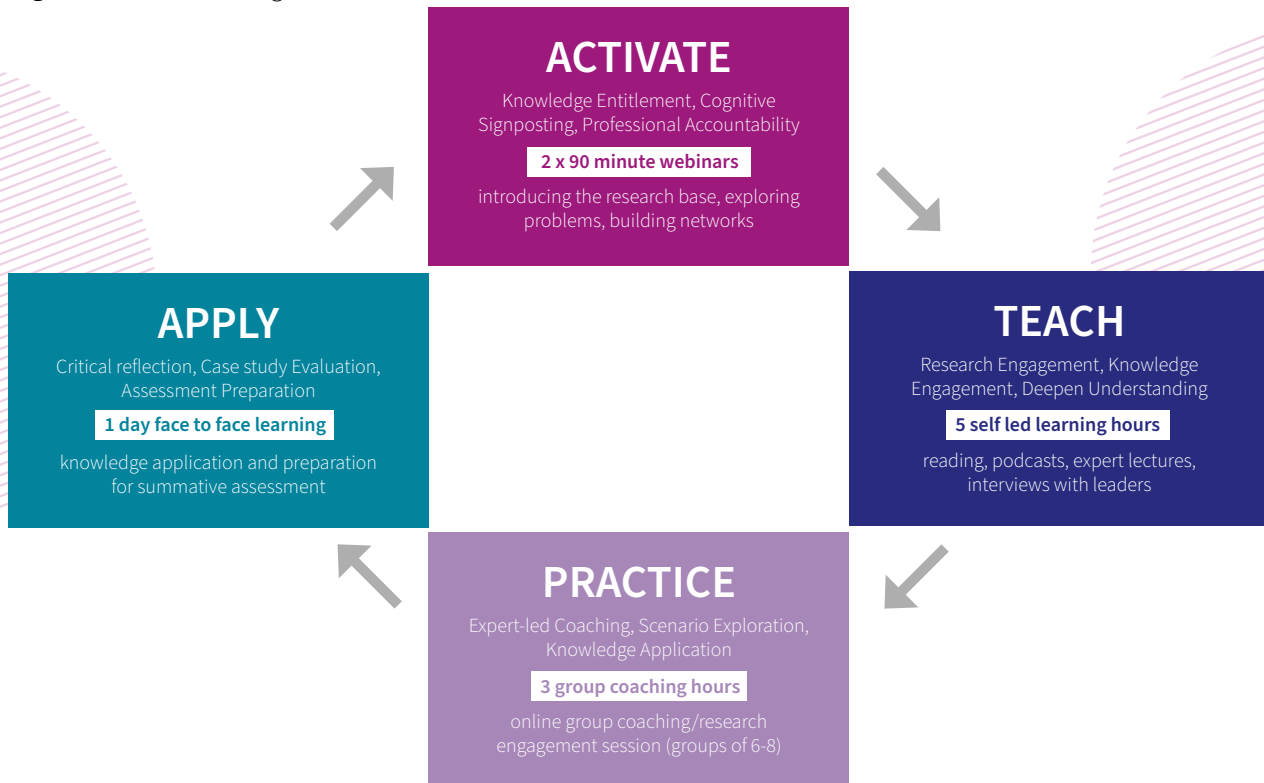 ACTIVATE
Knowledge Entitlement, Cognitive
Signposting, Professional Accountability
2 x 90 minute webinars
introducing the research base, exploring
problems, building networks
TEACH
Research Engagement, Knowledge
Engagement, Deepen Understanding
5 self led learning hours
reading, podcasts, expert lectures,
interviews with leaders
PRACTICE
Expert-led Coaching, Scenario Exploration,
Knowledge Application
3 group coaching hours
online group coaching/research
engagement session (groups of 6-8)
APPLY
Critical reflection, Case study Evaluation,
Assessment Preparation
1 day face to face learning
knowledge application and preparation
for summative assessment